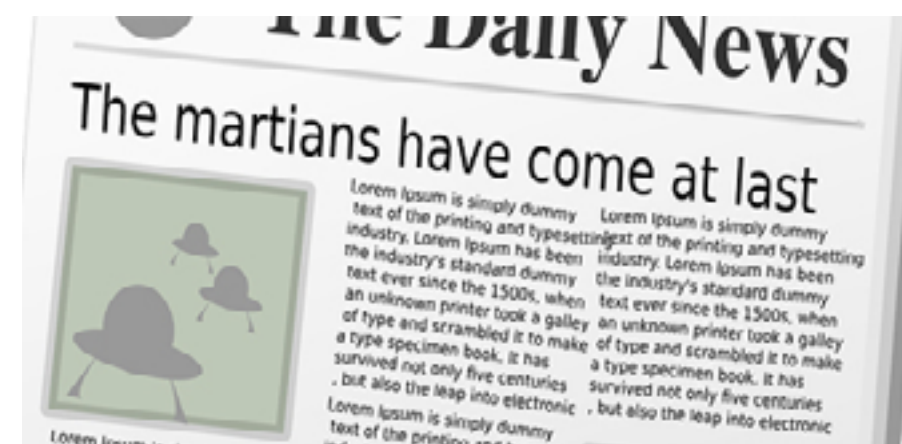 The Daily News
The martians have come at last
Lorem Ipsum is simply dummy
text of the printing and typesetting
industry. Lorem Ipsum has been
the industry's standard dummy
text ever since the 1500s, when
an unknown printer took a galley
of type and scrambled it to make
a type specimen book. It has
survived not only five centuries
, but also the leap into electronic
Lorem Ipsum is simply dummy
text of the printing and
Lorem Ipsum is simply dummy
text of the printing and typesetting
industry. Lorem Ipsum has been
the industry's standard dummy
text ever since the 1500s, when
an unknown printer took a galley
of type and scrambled it to make
a type specimen book. It has
survived not only five centuries
, but also the leap into electronic
Lorem